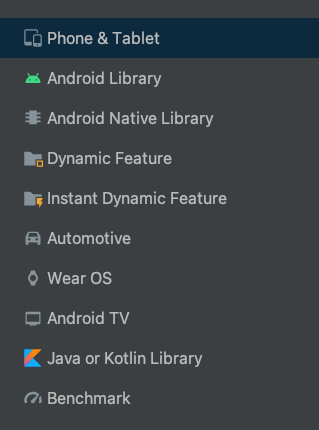 Phone & Tablet
Android Library
Android Native Library
Dynamic Feature
Instant Dynamic Feature
Automotive
Wear OS
Android TV
Java or Kotlin Library
Benchmark